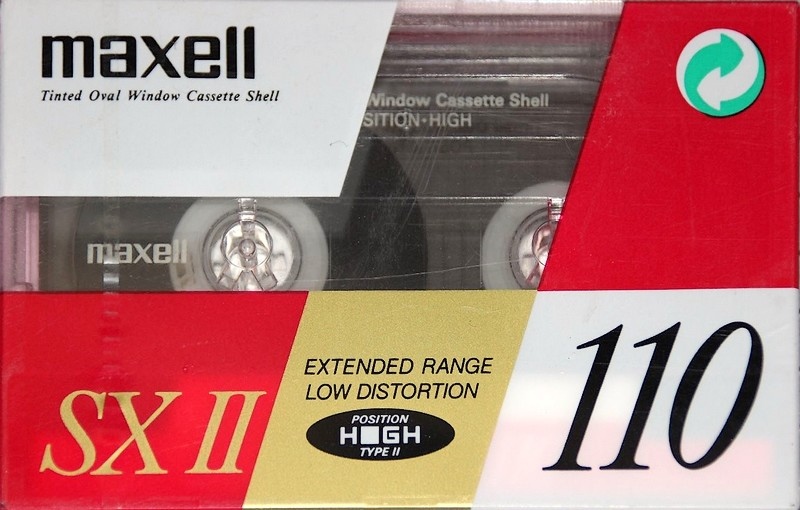 maxell
Tinted Oval Window Cassette Shell
Window Cassette Shell
SITION·HIGH
maxell
SX II
EXTENDED RANGE
LOW DISTORTION
POSITION
HIGH
TYPE II
110